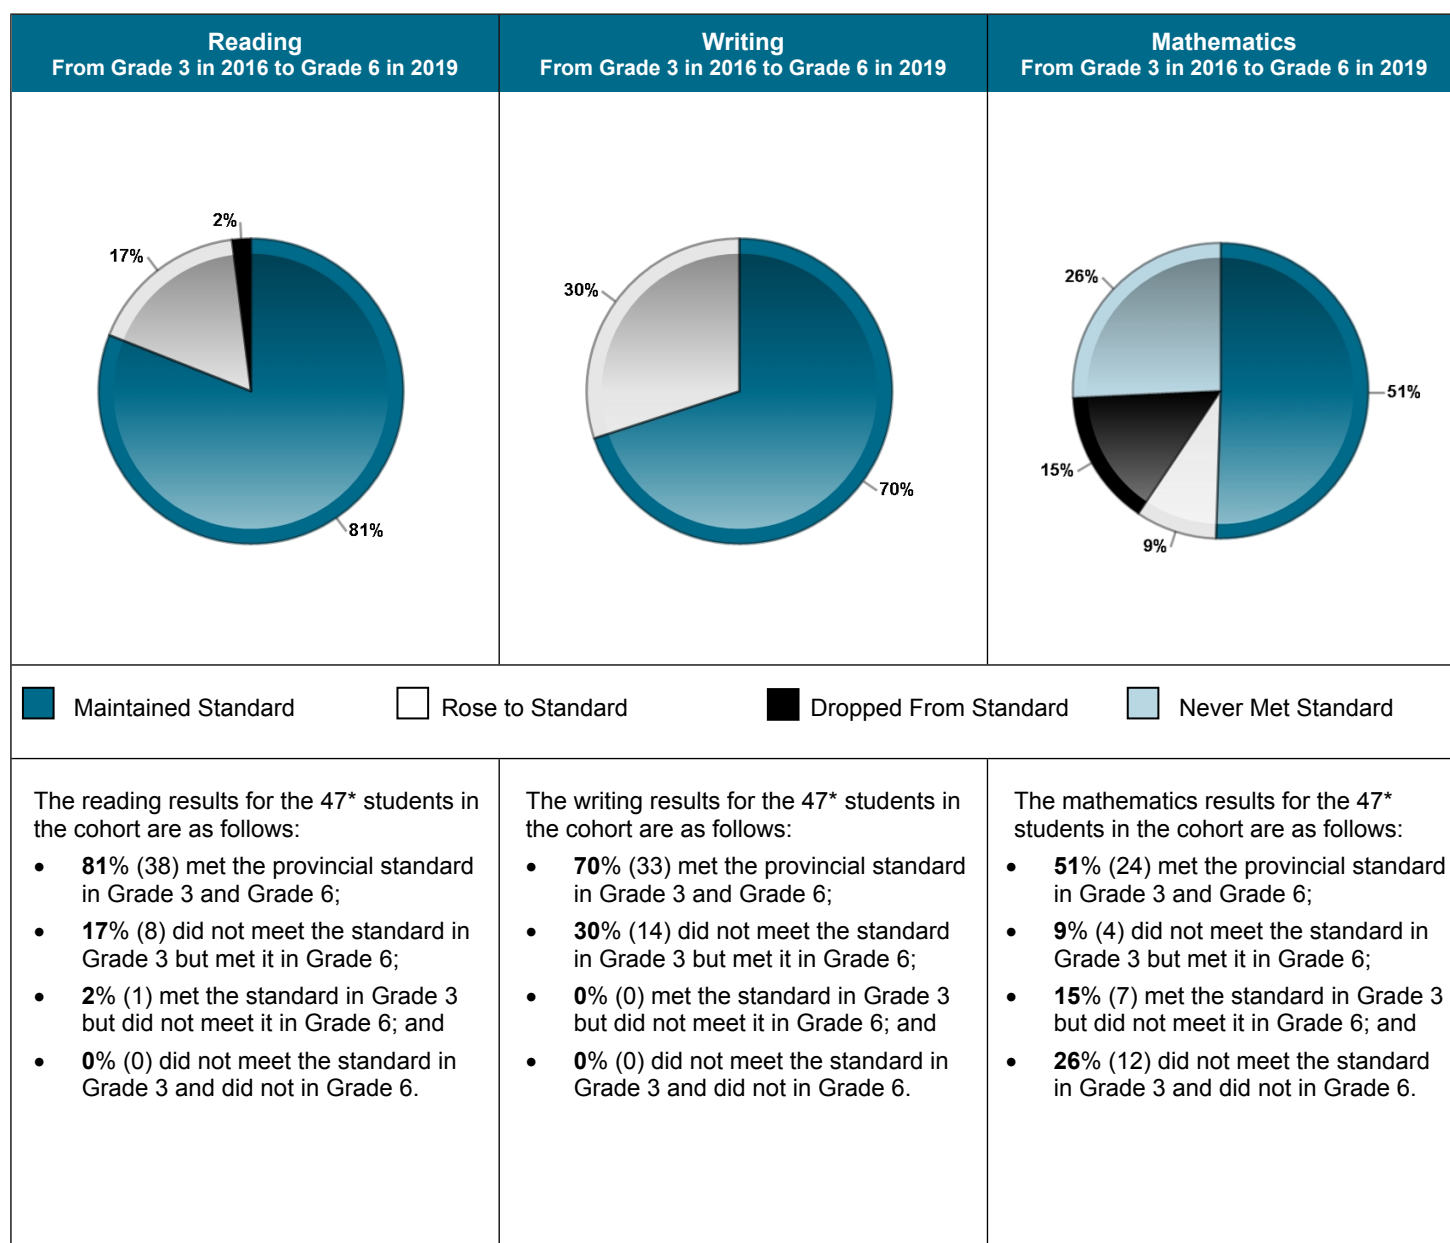 Reading
From Grade 3 in 2016 to Grade 6 in 2019
Writing
From Grade 3 in 2016 to Grade 6 in 2019
Mathematics
From Grade 3 in 2016 to Grade 6 in 2019
2%
17%
81%
30%
70%
26%
51%
15%
9%
Maintained Standard
Rose to Standard
Dropped From Standard
Never Met Standard
The reading results for the 47* students in
the cohort are as follows:
• 81% (38) met the provincial standard
in Grade 3 and Grade 6;
• 17% (8) did not meet the standard in
Grade 3 but met it in Grade 6;
• 2% (1) met the standard in Grade 3
but did not meet it in Grade 6; and
• 0% (0) did not meet the standard in
Grade 3 and did not in Grade 6.
The writing results for the 47* students in
the cohort are as follows:
• 70% (33) met the provincial standard
in Grade 3 and Grade 6;
• 30% (14) did not meet the standard
in Grade 3 but met it in Grade 6;
• 0% (0) met the standard in Grade 3
but did not meet it in Grade 6; and
• 0% (0) did not meet the standard in
Grade 3 and did not in Grade 6.
The mathematics results for the 47*
students in the cohort are as follows:
• 51% (24) met the provincial standard
in Grade 3 and Grade 6;
• 9% (4) did not meet the standard in
Grade 3 but met it in Grade 6;
• 15% (7) met the standard in Grade 3
but did not meet it in Grade 6; and
• 26% (12) did not meet the standard
in Grade 3 and did not in Grade 6.